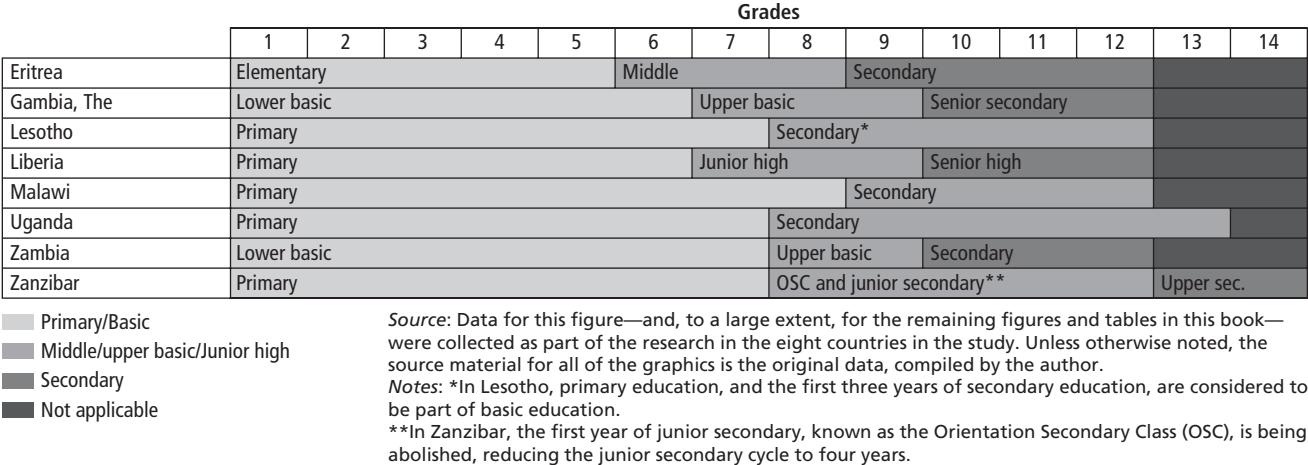 Grades
1 2 3 4 5 6 7 8 9 10 11 12 13 14
Eritrea Elementary Middle Secondary
Gambia, The Lower basic Upper basic Senior secondary
Lesotho Primary Secondary*
Liberia Primary Junior high Senior high
Malawi Primary Secondary
Uganda Primary Secondary
Zambia Lower basic Upper basic Secondary
Zanzibar Primary OSC and junior secondary** Upper sec.
Primary/Basic
Middle/upper basic/Junior high
Secondary
Not applicable
Source: Data for this figure—and, to a large extent, for the remaining figures and tables in this book—
were collected as part of the research in the eight countries in the study. Unless otherwise noted, the
source material for all of the graphics is the original data, compiled by the author.
Notes: *In Lesotho, primary education, and the first three years of secondary education, are considered to
be part of basic education.
**In Zanzibar, the first year of junior secondary, known as the Orientation Secondary Class (OSC), is being
abolished, reducing the junior secondary cycle to four years.